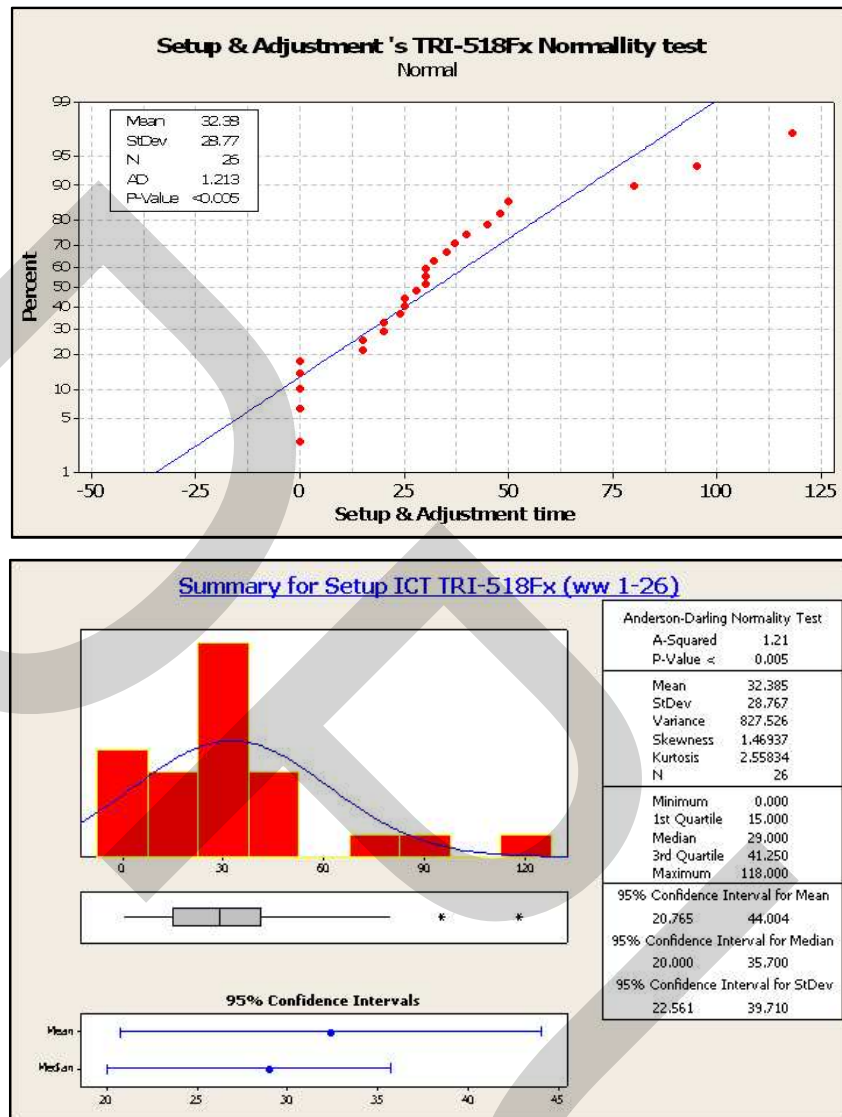 Setup & Adjustment 's TRI-518Fx Normallity test
Normal
Mean 32.38
StDev 28.77
N 26
AD 1.213
P-Value <0.005
Percent
99
95
90
80
70
60
50
40
30
20
10
5
1
-50 -25 0 25 50 75 100 125
Setup & Adjustment time
Summary for Setup ICT TRI-518Fx (ww 1-26)
0 30 60 90 120
Anderson-Darling Normality Test
A-Squared 1.21
P-Value < 0.005
Mean 32.385
StDev 28.767
Variance 827.526
Skewness 1.46937
Kurtosis 2.55834
N 26
Minimum 0.000
1st Quartile 15.000
Median 29.000
3rd Quartile 41.250
Maximum 118.000
95% Confidence Interval for Mean
20.765 44.004
95% Confidence Interval for Median
20.000 35.700
95% Confidence Interval for StDev
22.561 39.710
95% Confidence Intervals
Mean
Median
20 25 30 35 40 45